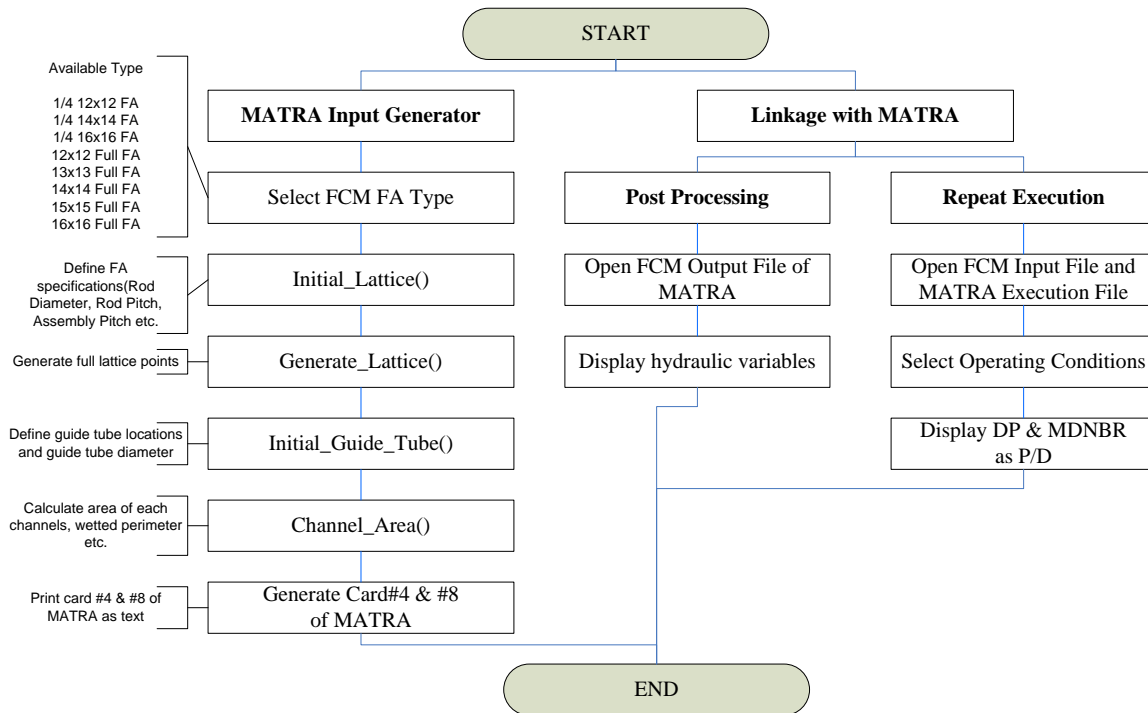 START
Available Type
1/4 12x12 FA
1/4 14x14 FA
1/4 16x16 FA
12x12 Full FA
13x13 Full FA
14x14 Full FA
15x15 Full FA
16x16 Full FA
MATRA Input Generator
Select FCM FA Type
Define FA
specifications(Rod
Diameter, Rod Pitch,
Assembly Pitch etc.
Initial_Lattice()
Generate full lattice points
Generate_Lattice()
Define guide tube locations
and guide tube diameter
Initial_Guide_Tube()
Calculate area of each
channels, wetted perimeter
etc.
Channel_Area()
Print card #4 & #8 of
MATRA as text
Generate Card#4 & #8
of MATRA
Linkage with MATRA
Post Processing
Open FCM Output File of
MATRA
Display hydraulic variables
Repeat Execution
Open FCM Input File and
MATRA Execution File
Select Operating Conditions
Display DP & MDNBR
as P/D
END